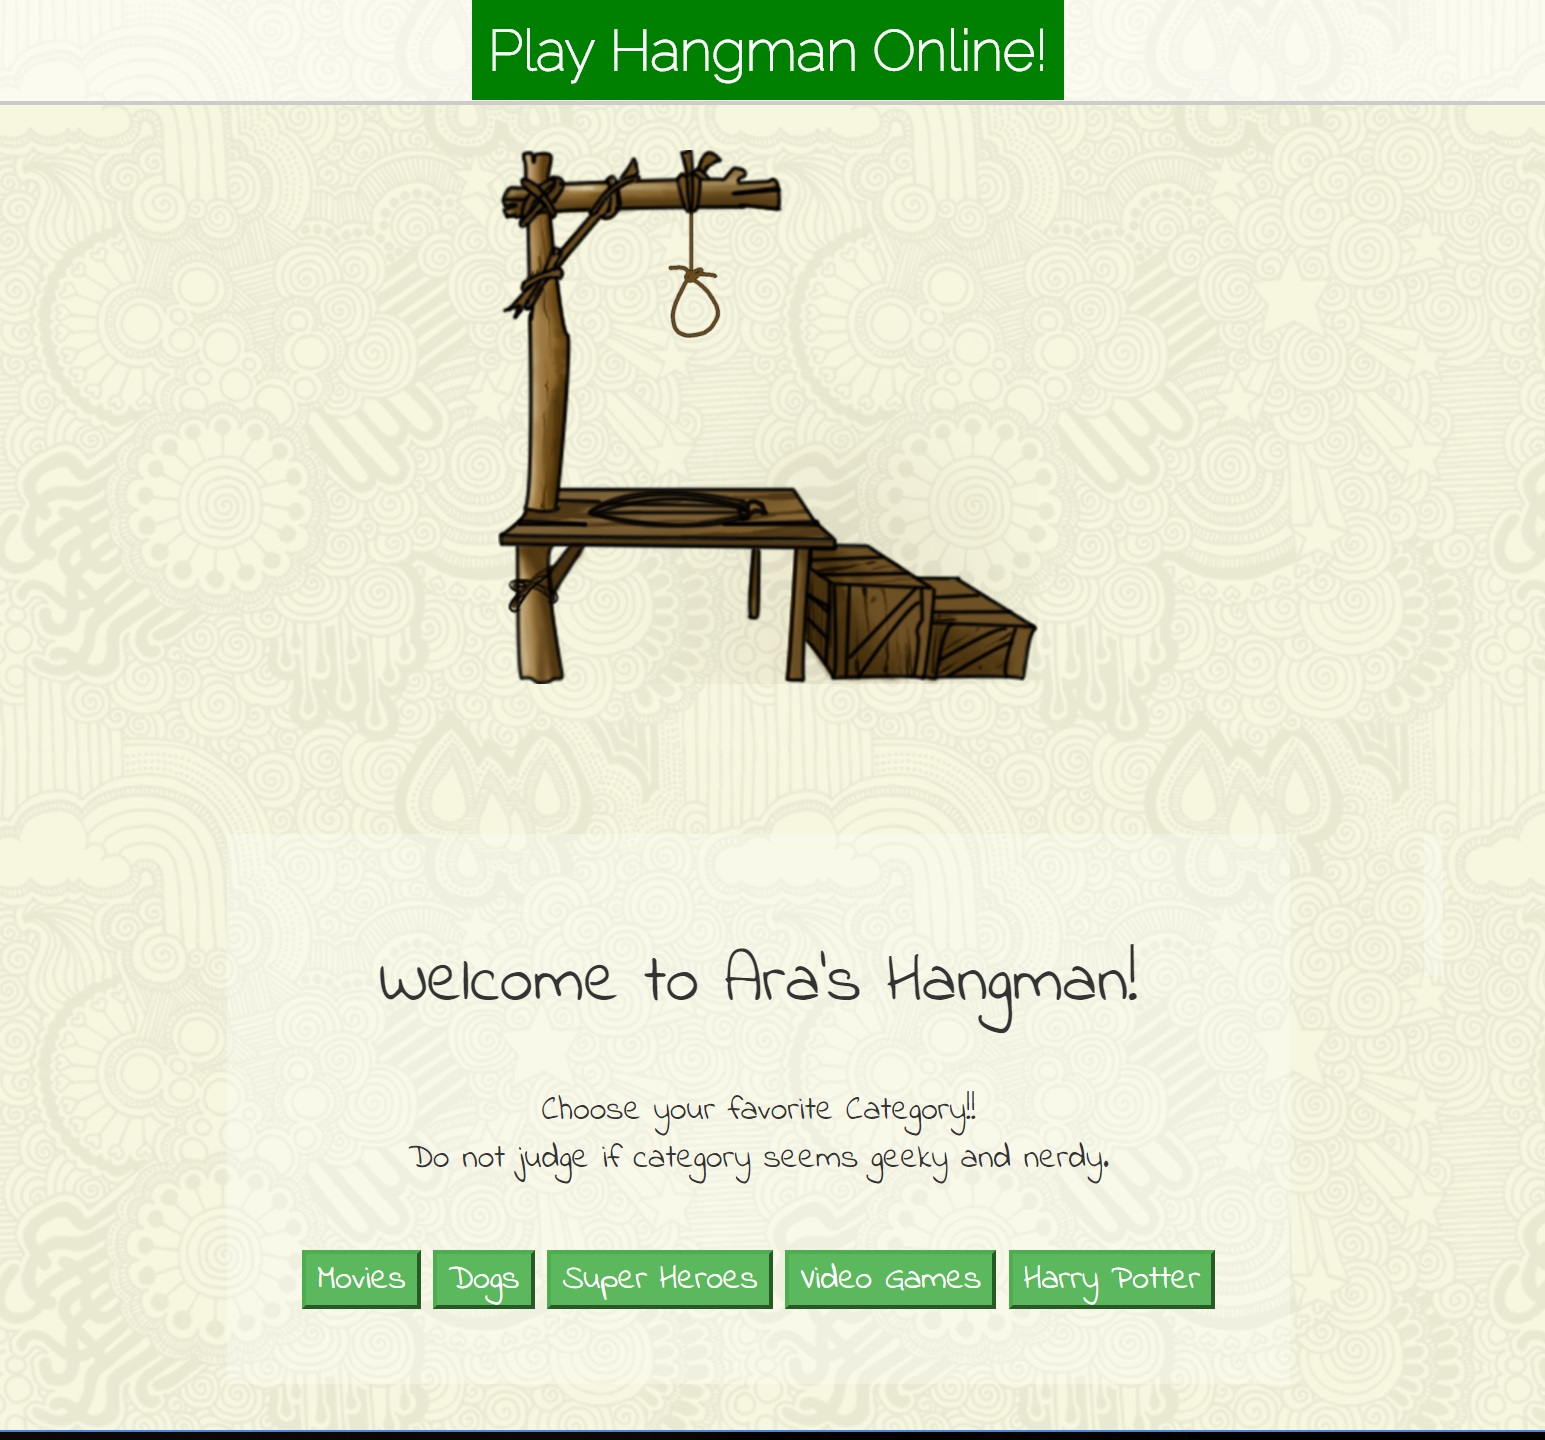 Play Hangman Online!
Welcome to Ara's Hangman!
Choose your favorite Category!!
Do not judge if category seems geeky and nerdy.
Movies Dogs Super Heroes Video Games Harry Potter